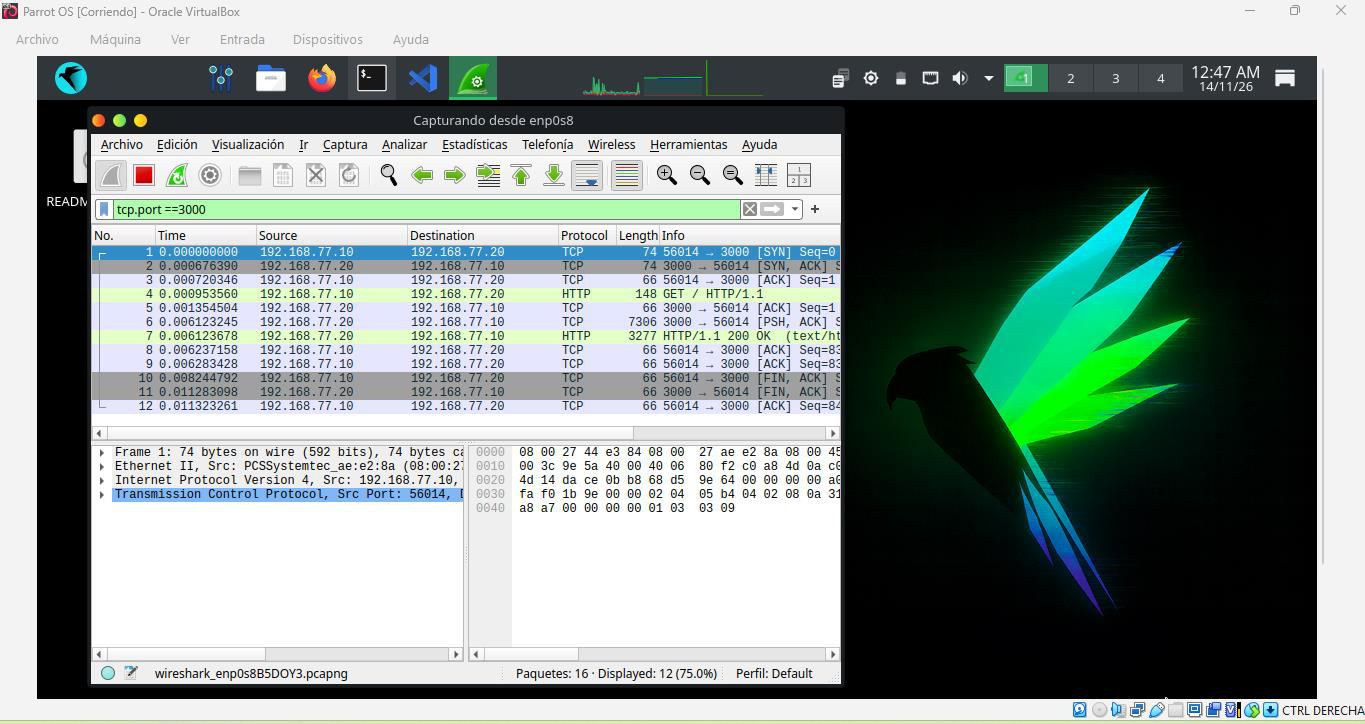 Parrot OS [Corriendo] - Oracle VirtualBox
Archivo Máquina Ver Entrada Dispositivos Ayuda
1 2 3 4 12:47 AM
14/11/26
READM
Capturando desde enp0s8
Archivo Edición Visualización Ir Captura Analizar Estadísticas Telefonía Wireless Herramientas Ayuda
tcp.port ==3000
No. Time Source Destination Protocol Length Info
1 0.000000000 192.168.77.10 192.168.77.20 TCP 74 56014 → 3000 [SYN] Seq=0
2 0.000676390 192.168.77.20 192.168.77.10 TCP 74 3000 → 56014 [SYN, ACK] S
3 0.000720346 192.168.77.10 192.168.77.20 TCP 66 56014 → 3000 [ACK] Seq=1
4 0.000953560 192.168.77.10 192.168.77.20 HTTP 148 GET / HTTP/1.1
5 0.001354504 192.168.77.20 192.168.77.10 TCP 66 3000 → 56014 [ACK] Seq=1
6 0.006123245 192.168.77.20 192.168.77.10 TCP 7306 3000 → 56014 [PSH, ACK] S
7 0.006123678 192.168.77.20 192.168.77.10 HTTP 3277 HTTP/1.1 200 OK (text/ht
8 0.006237158 192.168.77.10 192.168.77.20 TCP 66 56014 → 3000 [ACK] Seq=83
9 0.006283428 192.168.77.10 192.168.77.20 TCP 66 56014 → 3000 [ACK] Seq=83
10 0.008244792 192.168.77.10 192.168.77.20 TCP 66 56014 → 3000 [FIN, ACK] S
11 0.011283098 192.168.77.20 192.168.77.10 TCP 66 3000 → 56014 [FIN, ACK] S
12 0.011323261 192.168.77.10 192.168.77.20 TCP 66 56014 → 3000 [ACK] Seq=84
Frame 1: 74 bytes on wire (592 bits), 74 bytes ca
Ethernet II, Src: PCSSystemtec_ae:e2:8a (08:00:27
Internet Protocol Version 4, Src: 192.168.77.10,
Transmission Control Protocol, Src Port: 56014, D
0000 08 00 27 44 e3 84 08 00 27 ae e2 8a 08 00 45
0010 00 3c 9e 5a 40 00 40 06 80 f2 c0 a8 4d 0a c0
0020 4d 14 da ce 0b b8 68 d5 9e 64 00 00 00 00 a0
0030 fa f0 1b 9e 00 00 02 04 05 b4 04 02 08 0a 31
0040 a8 a7 00 00 00 00 01 03 03 09
wireshark_enp0s8B5DOY3.pcapng Paquetes: 16 · Displayed: 12 (75.0%) Perfil: Default
CTRL DERECHA